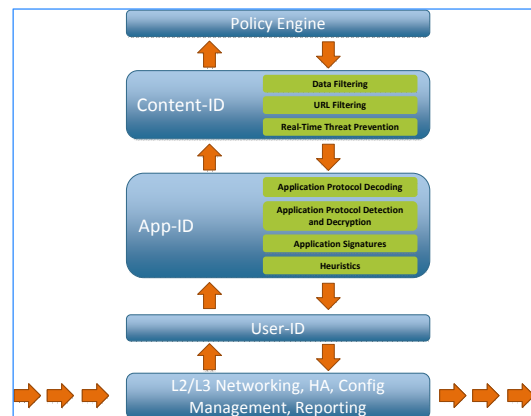 Policy Engine
Content-ID
Data Filtering
URL Filtering
Real-Time Threat Prevention
App-ID
Application Protocol Decoding
Application Protocol Detection
and Decryption
Application Signatures
Heuristics
User-ID
L2/L3 Networking, HA, Config
Management, Reporting